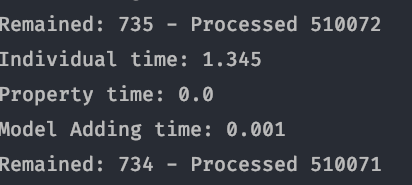 Remained: 735 - Processed 510072
Individual time: 1.345
Property time: 0.0
Model Adding time: 0.001
Remained: 734 - Processed 510071